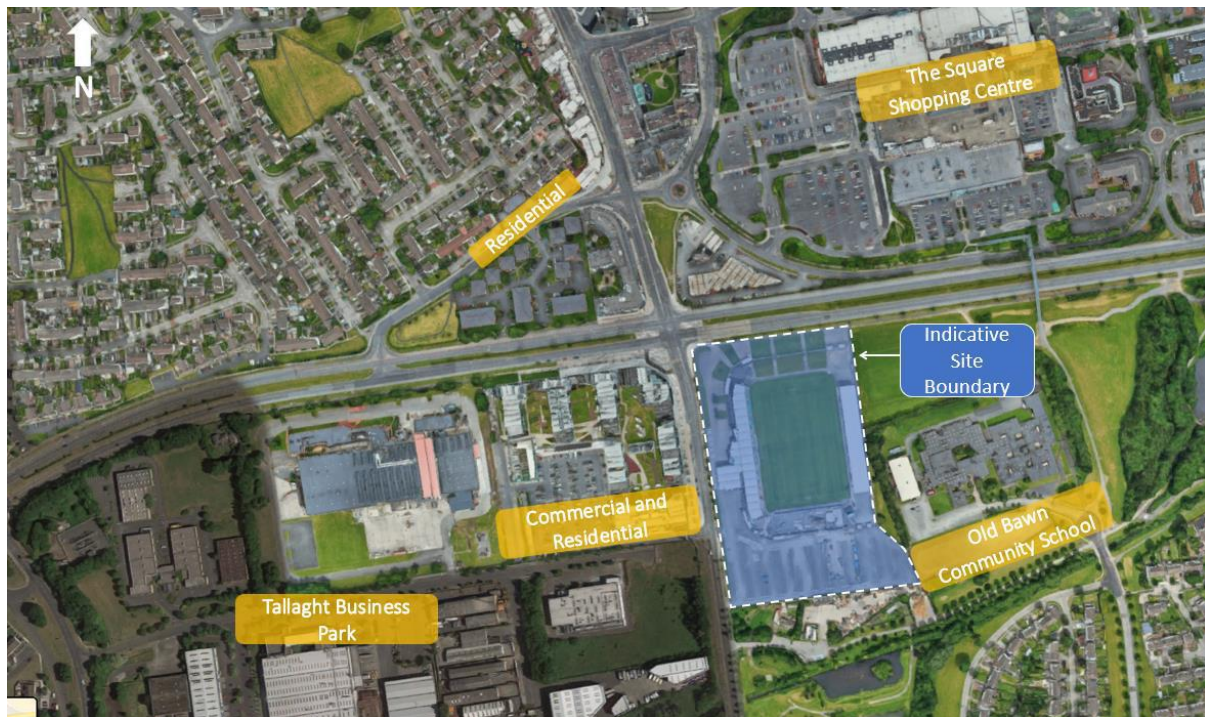 N
The Square
Shopping Centre
Residential
Indicative
Site
Boundary
Commercial and
Residential
Old Bawn
Community School
Tallaght Business
Park